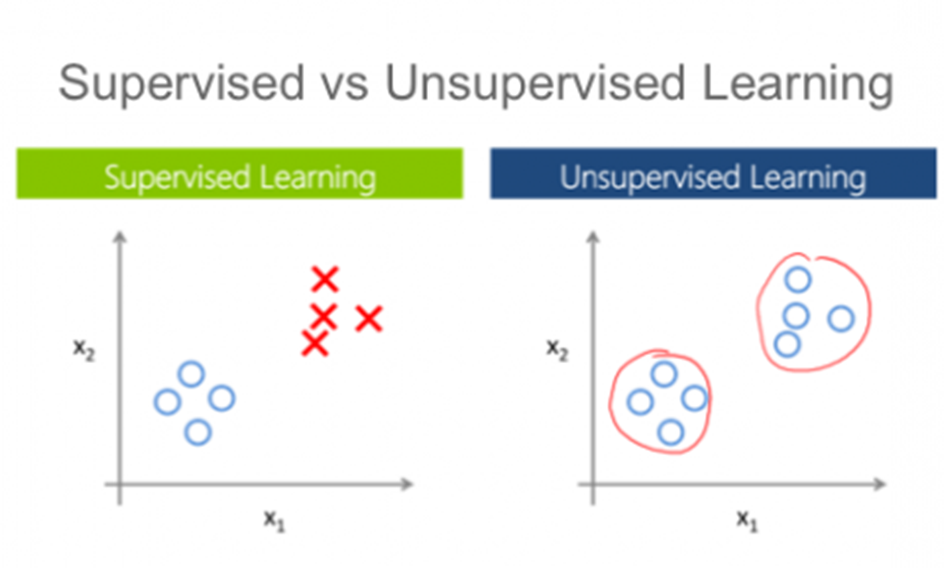 Supervised vs Unsupervised Learning
Supervised Learning
Unsupervised Learning
x₂
x₁
x₂
x₁